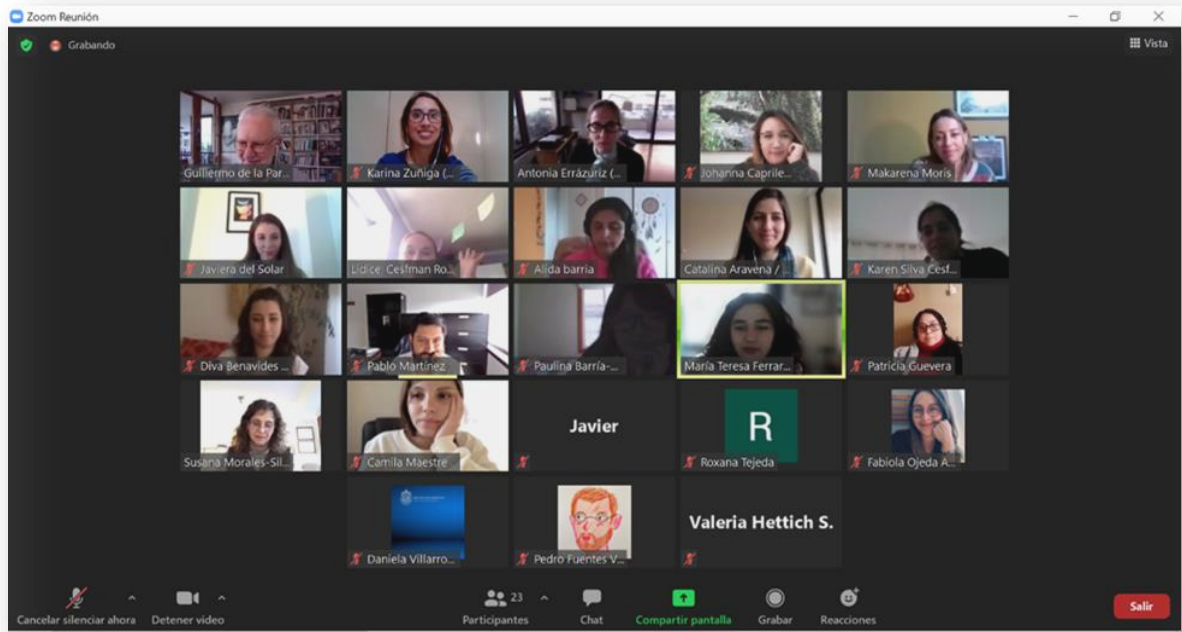 Zoom Reunión
Grabando
Vista
Guillermo de la Par...
Karina Zuñiga (...
Antonia Errázuriz (...
Johanna Caprile...
Makarena Moris
Javiera del Solar
Lidice. Cesfman Ro...
Alida barria
Catalina Aravena /...
Karen Silva Cesf...
Diva Benavides ...
Pablo Martínez
Paulina Barría-...
María Teresa Ferrar...
Patricia Guevera
Susana Morales-Sil...
Camila Maestre
Javier
R
Roxana Tejeda
Fabiola Ojeda A...
Daniela Villarro...
Pedro Fuentes V...
Valeria Hettich S.
Cancelar silenciar ahora
Detener video
23
Participantes
Chat
Compartir pantalla
Grabar
Reacciones
Salir